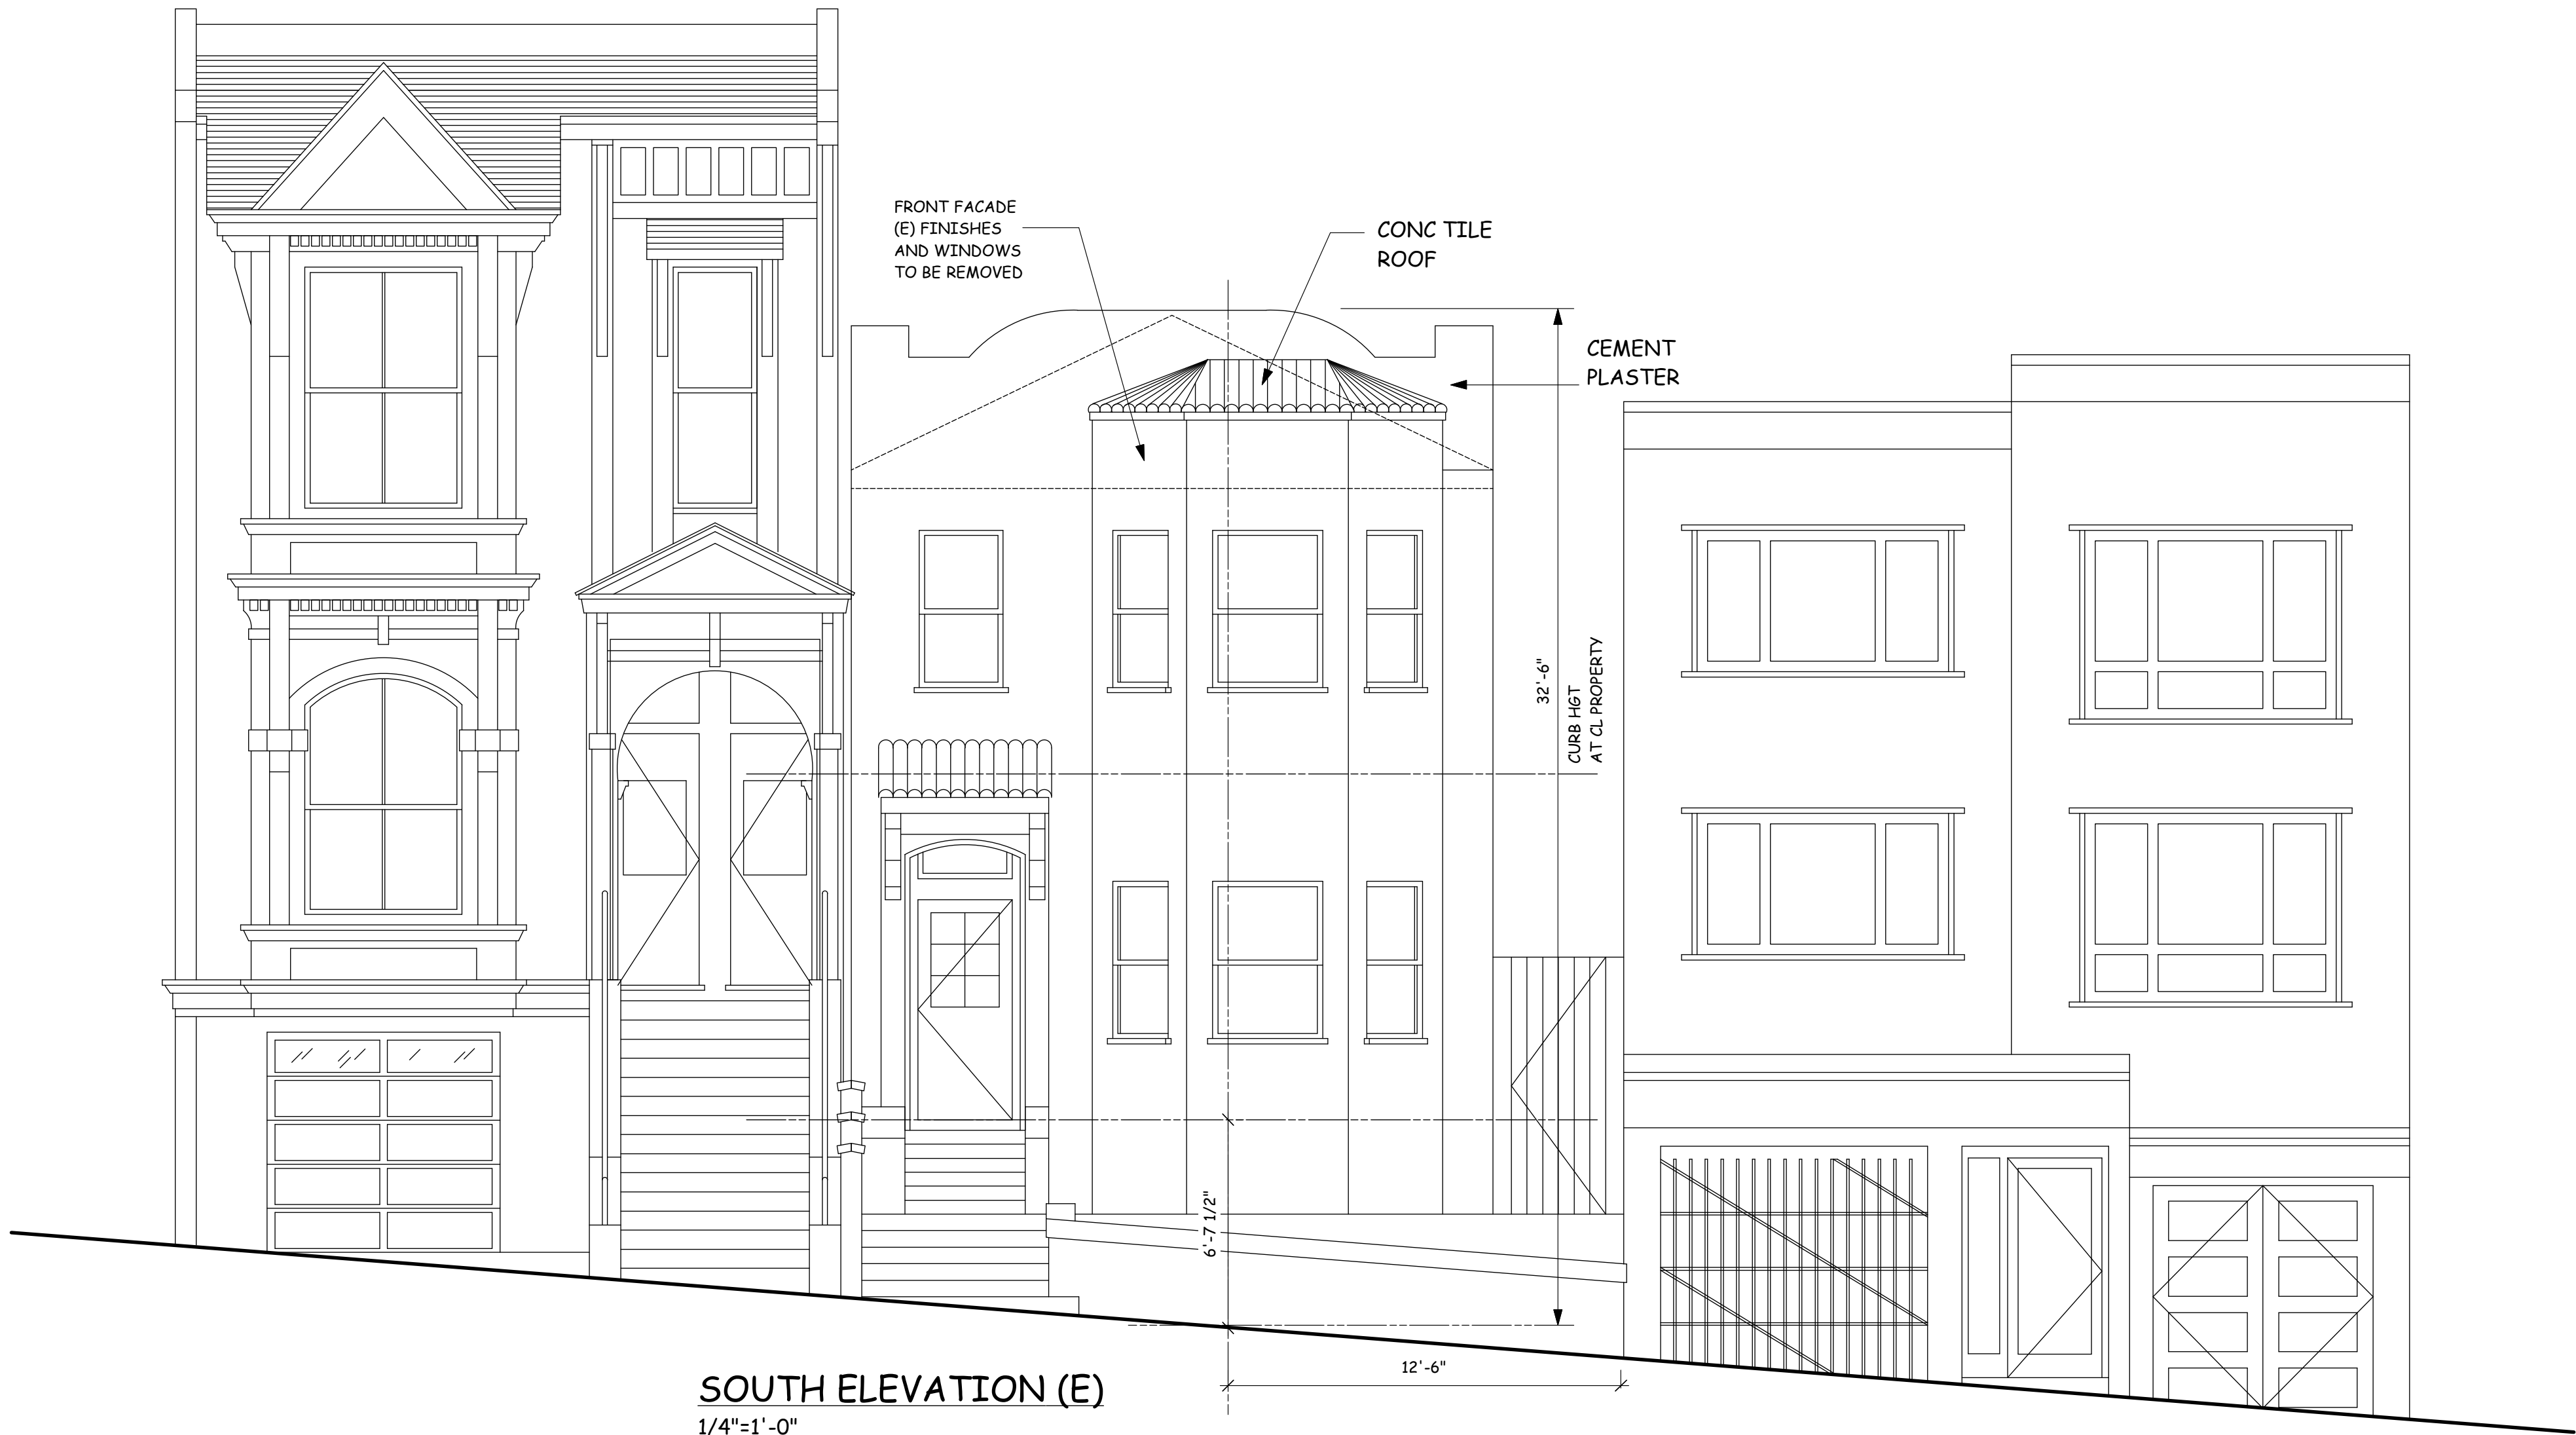 FRONT FACADE
(E) FINISHES
AND WINDOWS
TO BE REMOVED
CONC TILE
ROOF
CEMENT
PLASTER
32'-6"
CURB HGT
AT CL PROPERTY
6'-7 1/2"
12'-6"
SOUTH ELEVATION (E)
1/4"=1'-0"